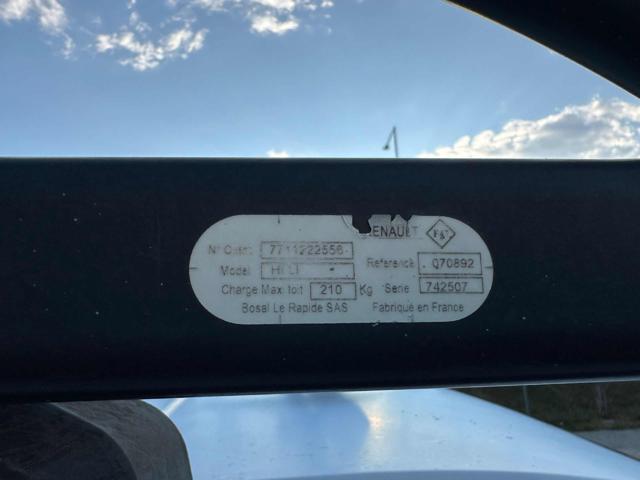 RENAULT
N° Client 7711222556
Model
Reference 070892
Charge Max. toit 210 Kg Serie 742507
Bosal Le Rapide SAS Fabriqué en France